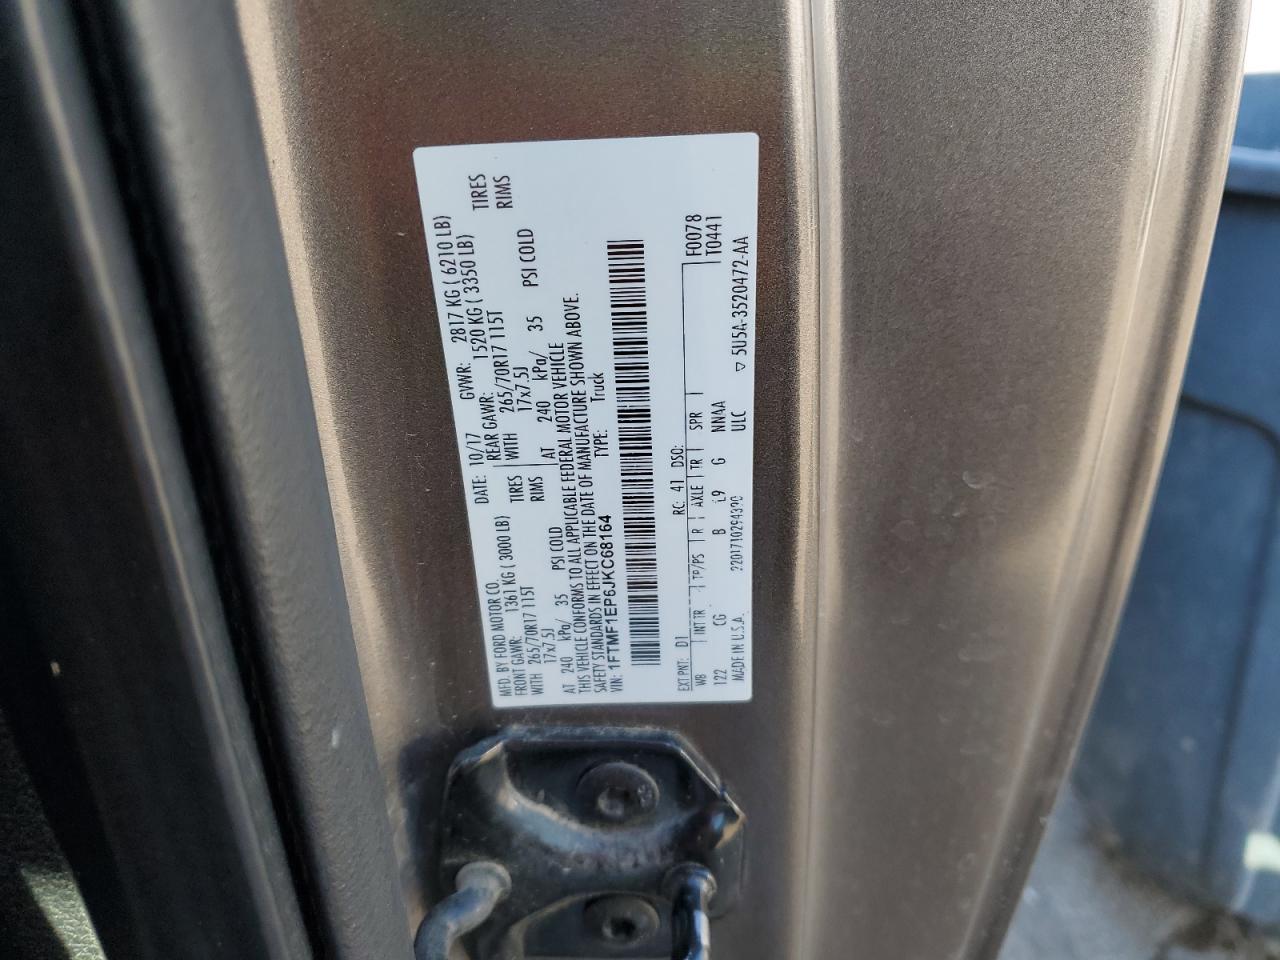 MFD. BY FORD MOTOR CO.
DATE: 10/17 GVWR: 2817 KG ( 6210 LB)
FRONT GAWR: 1361 KG ( 3000 LB) REAR GAWR: 1520 KG ( 3350 LB)
WITH 265/70R17 115T TIRES WITH 265/70R17 115T TIRES
17x7.5J RIMS 17x7.5J RIMS
AT 240 kPa/ 35 PSI COLD AT 240 kPa/ 35 PSI COLD
THIS VEHICLE CONFORMS TO ALL APPLICABLE FEDERAL MOTOR VEHICLE
SAFETY STANDARDS IN EFFECT ON THE DATE OF MANUFACTURE SHOWN ABOVE.
VIN: 1FTMF1EP6JKC68164 TYPE: Truck
EXT PNT: D1 RC: 41 DSO: F0078
WB INT TR TP/PS R AXLE TR SPR T0441
122 CG B L9 G NNAA
MADE IN U.S.A. ULC ▽ 5U5A-3520472-AA